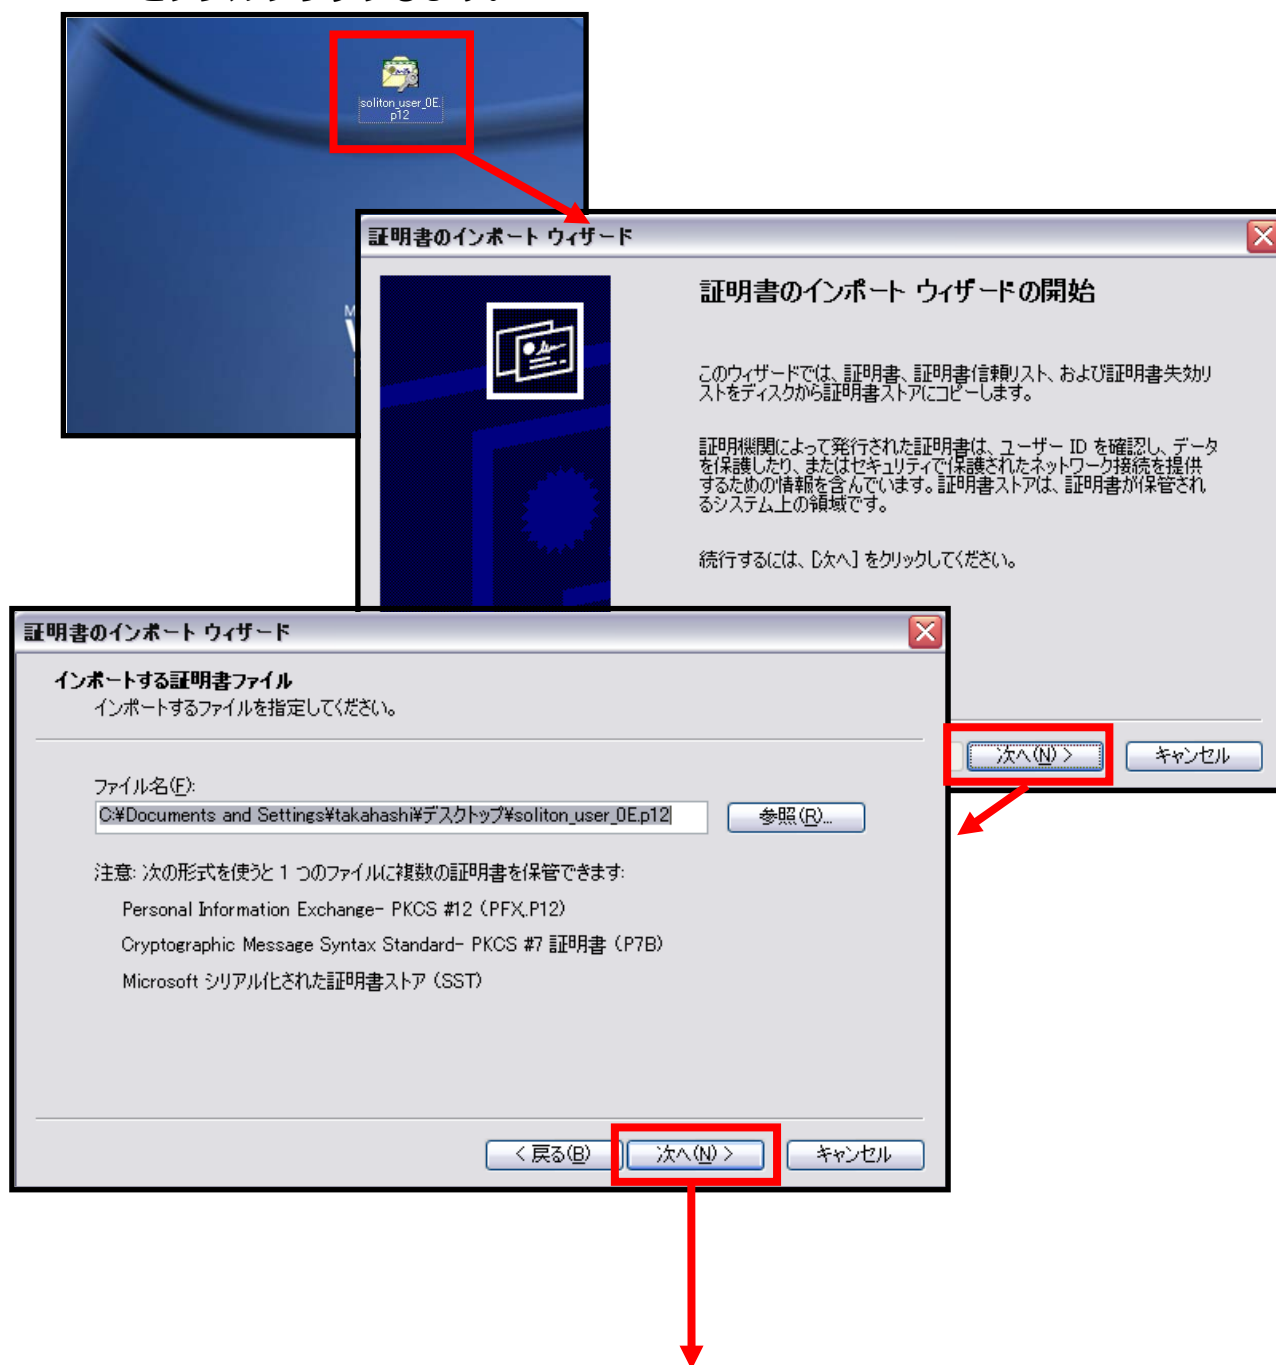 をダブルクリックします。
soliton_user_0E.
p12
証明書のインポート ウィザード
証明書のインポート ウィザードの開始
このウィザードでは、証明書、証明書信頼リスト、および証明書失効リ
ストをディスクから証明書ストアにコピーします。
証明機関によって発行された証明書は、ユーザー ID を確認し、データ
を保護したり、またはセキュリティで保護されたネットワーク接続を提供
するための情報を含んでいます。証明書ストアは、証明書が保管され
るシステム上の領域です。
続行するには、[次へ] をクリックしてください。
次へ(N) >
キャンセル
証明書のインポート ウィザード
インポートする証明書ファイル
インポートするファイルを指定してください。
ファイル名(F):
C:¥Documents and Settings¥takahashi¥デスクトップ¥soliton_user_0E.p12
参照(R)...
注意: 次の形式を使うと 1 つのファイルに複数の証明書を保管できます:
Personal Information Exchange- PKCS #12 (PFX,.P12)
Cryptographic Message Syntax Standard- PKCS #7 証明書 (P7B)
Microsoft シリアル化された証明書ストア (SST)
< 戻る(B)
次へ(N) >
キャンセル